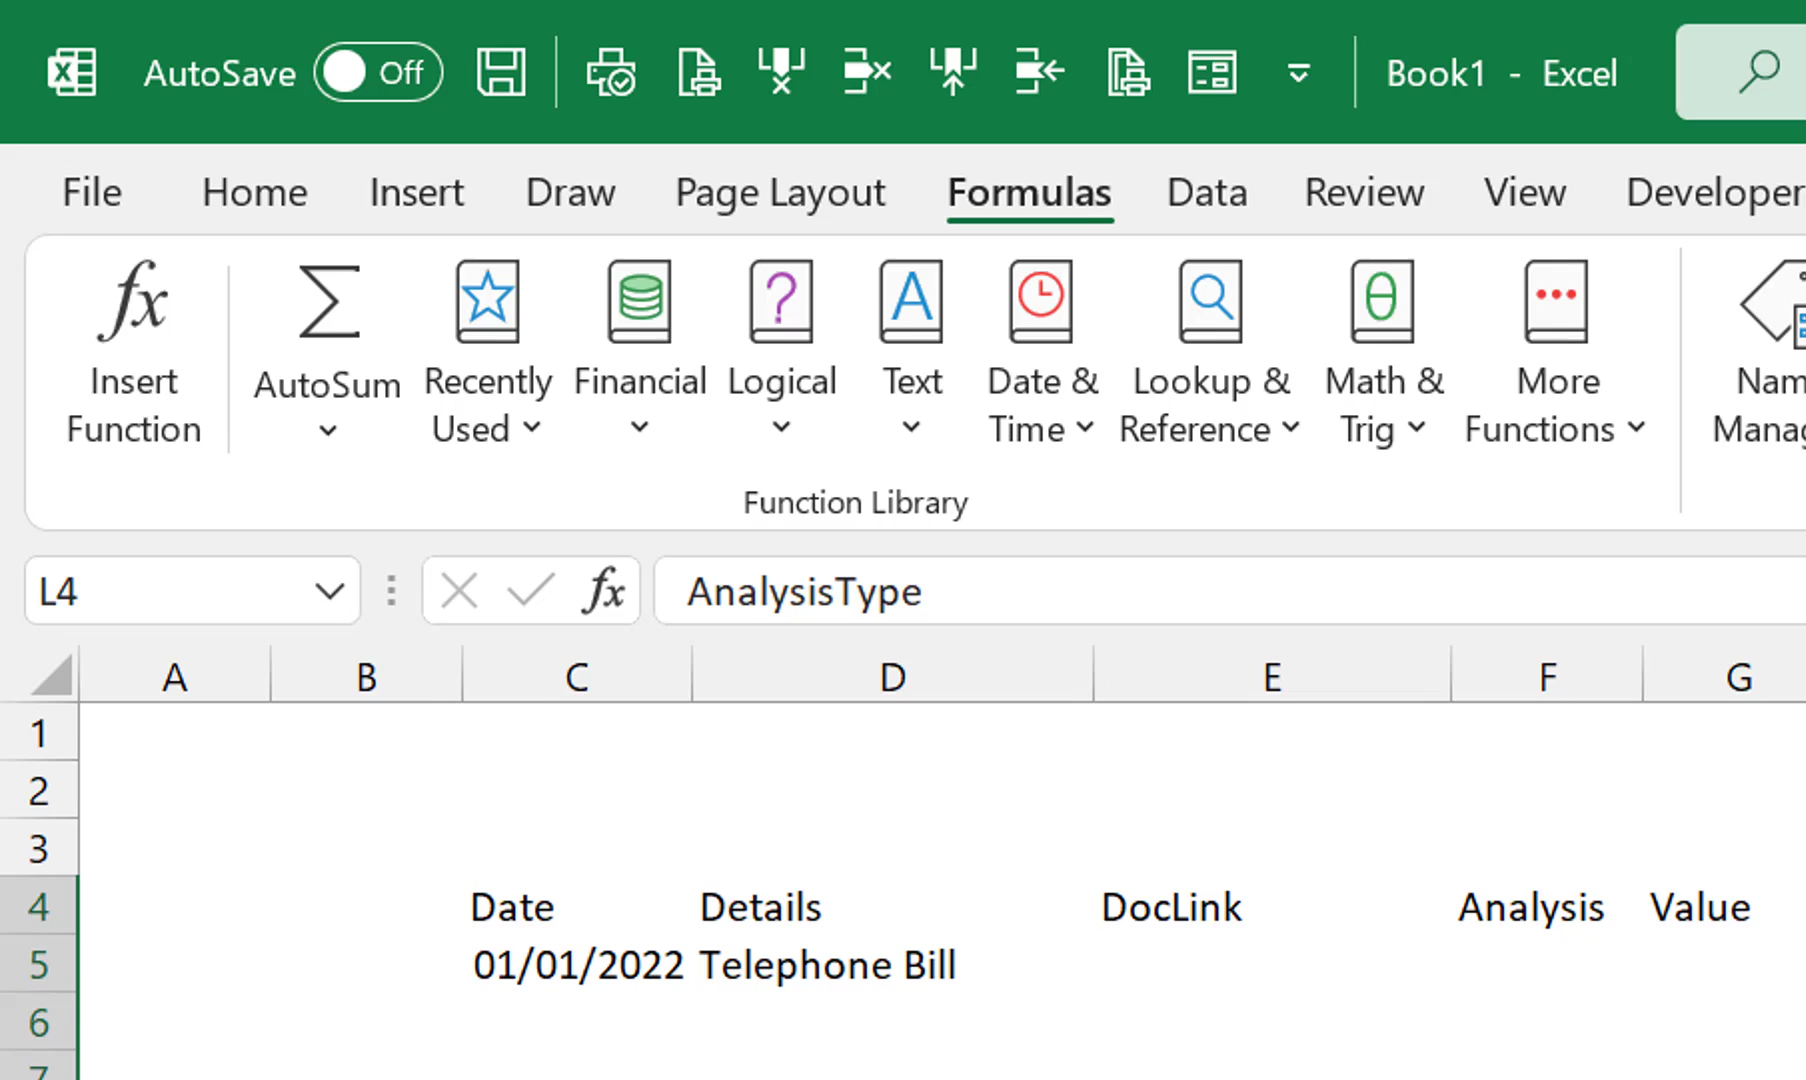 AutoSave Off Book1 - Excel
File Home Insert Draw Page Layout Formulas Data Review View Developer
Insert Function
AutoSum
Recently Used
Financial
Logical
Text
Date & Time
Lookup & Reference
Math & Trig
More Functions
Function Library
L4 fx AnalysisType
A B C D E F G
1
2
3
4 Date Details DocLink Analysis Value
5 01/01/2022 Telephone Bill
6
7